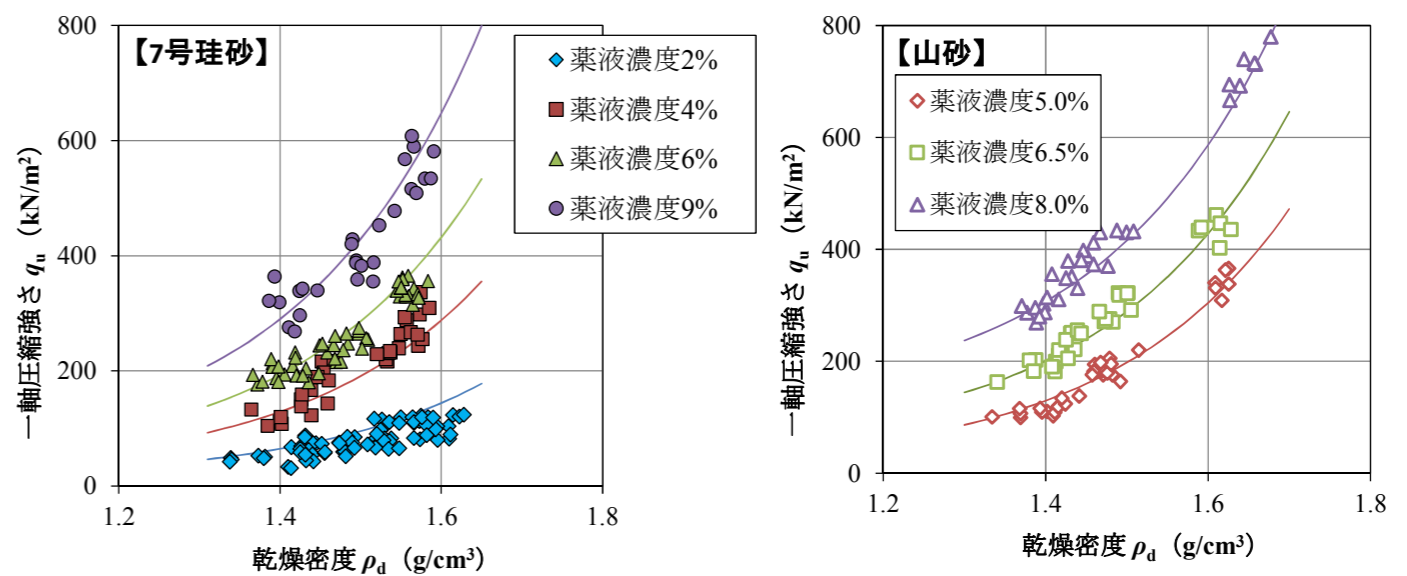 【7号珪砂】
薬液濃度2%
薬液濃度4%
薬液濃度6%
薬液濃度9%
800
600
400
200
0
1.2
1.4
1.6
1.8
一軸圧縮強さ qu（kN/m²）
乾燥密度 ρd（g/cm³）
【山砂】
薬液濃度5.0%
薬液濃度6.5%
薬液濃度8.0%
800
600
400
200
0
1.2
1.4
1.6
1.8
一軸圧縮強さ qu（kN/m²）
乾燥密度 ρd（g/cm³）